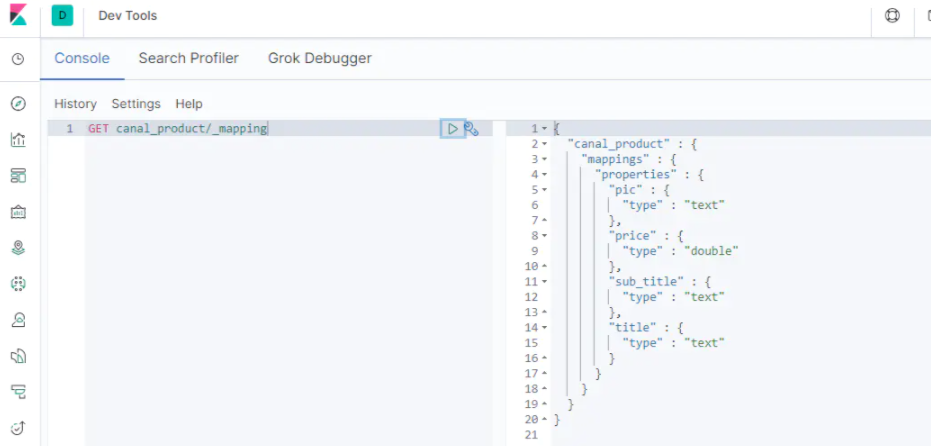 D Dev Tools
Console Search Profiler Grok Debugger
History Settings Help
1 GET canal_product/_mapping
1 {
2 "canal_product" : {
3 "mappings" : {
4 "properties" : {
5 "pic" : {
6 "type" : "text"
7 },
8 "price" : {
9 "type" : "double"
10 },
11 "sub_title" : {
12 "type" : "text"
13 },
14 "title" : {
15 "type" : "text"
16 }
17 }
18 }
19 }
20 }
21